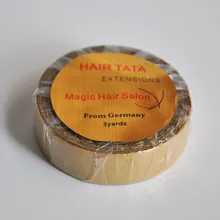 HAIR TATA
EXTENSIONS
Magic Hair Salon
From Germany
3yards